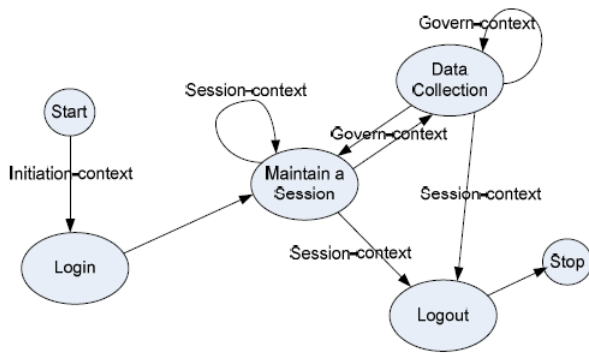 Govern-context
Data
Collection
Session-context
Start
Govern-context
Initiation-context
Maintain a
Session
Session-context
Session-context
Login
Stop
Logout